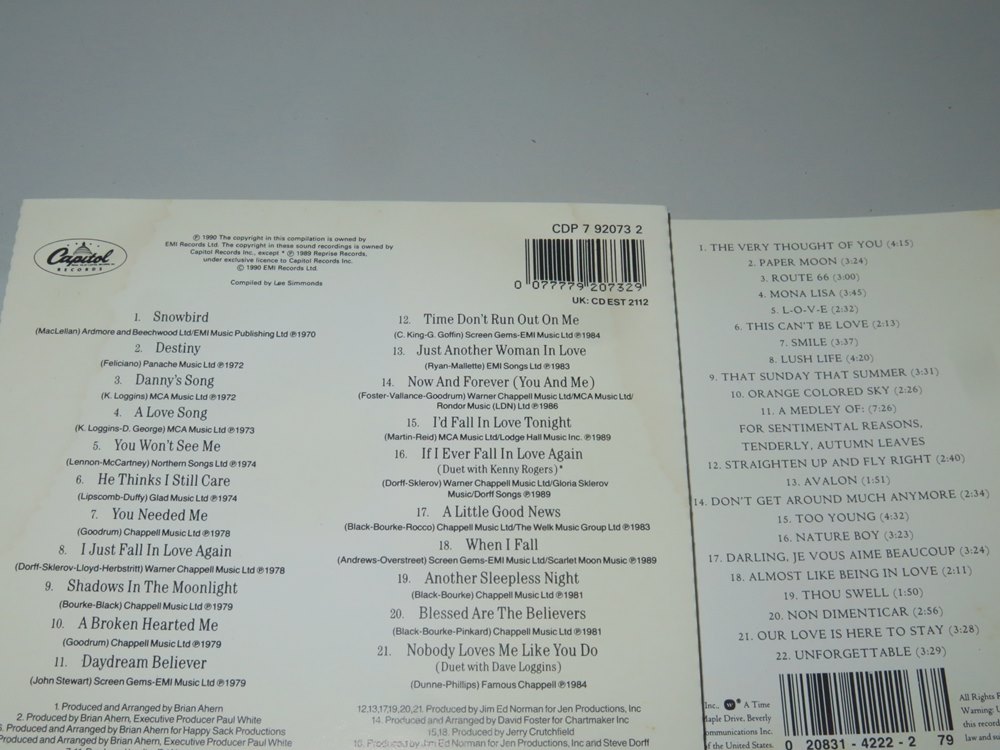 Capitol
RECORDS
℗ 1990 The copyright in this compilation is owned by
EMI Records Ltd. The copyright in these sound recordings is owned by
Capitol Records Inc., except * ℗ 1989 Reprise Records,
under exclusive licence to Capitol Records Inc.
© 1990 EMI Records Ltd.
Compiled by Lee Simmonds
CDP 7 92073 2
0 077779 207329
UK: CD EST 2112
1. Snowbird
(MacLellan) Ardmore and Beechwood Ltd/EMI Music Publishing Ltd ℗1970
2. Destiny
(Feliciano) Panache Music Ltd ℗1972
3. Danny's Song
(K. Loggins) MCA Music Ltd ℗1972
4. A Love Song
(K. Loggins-D. George) MCA Music Ltd ℗1973
5. You Won't See Me
(Lennon-McCartney) Northern Songs Ltd ℗1974
6. He Thinks I Still Care
(Lipscomb-Duffy) Glad Music Ltd ℗1974
7. You Needed Me
(Goodrum) Chappell Music Ltd ℗1978
8. I Just Fall In Love Again
(Dorff-Sklerov-Lloyd-Herbstritt) Warner Chappell Music Ltd ℗1978
9. Shadows In The Moonlight
(Bourke-Black) Chappell Music Ltd ℗1979
10. A Broken Hearted Me
(Goodrum) Chappell Music Ltd ℗1979
11. Daydream Believer
(John Stewart) Screen Gems-EMI Music Ltd ℗1979
12. Time Don't Run Out On Me
(C. King-G. Goffin) Screen Gems-EMI Music Ltd ℗1984
13. Just Another Woman In Love
(Ryan-Mallette) EMI Songs Ltd ℗1983
14. Now And Forever (You And Me)
(Foster-Vallance-Goodrum) Warner Chappell Music Ltd/MCA Music Ltd/
Rondor Music (LDN) Ltd ℗1986
15. I'd Fall In Love Tonight
(Martin-Reid) MCA Music Ltd/Lodge Hall Music Inc. ℗1989
16. If I Ever Fall In Love Again
(Duet with Kenny Rogers)*
(Dorff-Sklerov) Warner Chappell Music Ltd/Gloria Sklerov
Music/Dorff Songs ℗1989
17. A Little Good News
(Black-Bourke-Rocco) Chappell Music Ltd/The Welk Music Group Ltd ℗1983
18. When I Fall
(Andrews-Overstreet) Screen Gems-EMI Music Ltd/Scarlet Moon Music ℗1989
19. Another Sleepless Night
(Black-Bourke) Chappell Music Ltd ℗1981
20. Blessed Are The Believers
(Black-Bourke-Pinkard) Chappell Music Ltd ℗1981
21. Nobody Loves Me Like You Do
(Duet with Dave Loggins)
(Dunne-Phillips) Famous Chappell ℗1984
1. Produced and Arranged by Brian Ahern
2. Produced by Brian Ahern, Executive Producer Paul White
Produced and Arranged by Brian Ahern for Happy Sack Productions
Produced by Brian Ahern, Executive Producer Paul White
12,13,17,19,20,21. Produced by Jim Ed Norman for Jen Productions, Inc
14. Produced and Arranged by David Foster for Chartmaker Inc
15,18. Produced by Jerry Crutchfield
16. Produced by Jim Ed Norman for Jen Productions, Inc and Steve Dorff
1. THE VERY THOUGHT OF YOU (4:15)
2. PAPER MOON (3:24)
3. ROUTE 66 (3:00)
4. MONA LISA (3:45)
5. L-O-V-E (2:32)
6. THIS CAN'T BE LOVE (2:13)
7. SMILE (3:37)
8. LUSH LIFE (4:20)
9. THAT SUNDAY THAT SUMMER (3:31)
10. ORANGE COLORED SKY (2:26)
11. A MEDLEY OF: (7:26)
FOR SENTIMENTAL REASONS,
TENDERLY, AUTUMN LEAVES
12. STRAIGHTEN UP AND FLY RIGHT (2:40)
13. AVALON (1:51)
14. DON'T GET AROUND MUCH ANYMORE (2:34)
15. TOO YOUNG (4:32)
16. NATURE BOY (3:23)
17. DARLING, JE VOUS AIME BEAUCOUP (3:24)
18. ALMOST LIKE BEING IN LOVE (2:11)
19. THOU SWELL (1:50)
20. NON DIMENTICAR (2:56)
21. OUR LOVE IS HERE TO STAY (3:28)
22. UNFORGETTABLE (3:29)
Inc., A Time
Maple Drive, Beverly
ommunications Inc.
of the United States.
20831 - 4222 - 2 79
All Rights
Warning:
this record
law and su